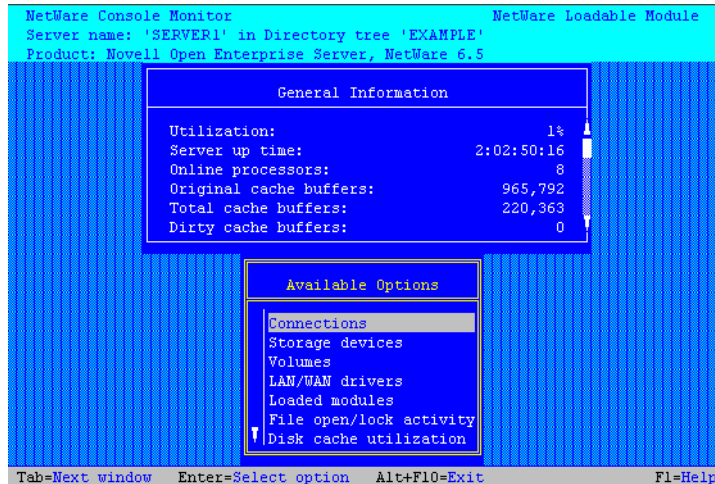 NetWare Console Monitor NetWare Loadable Module
Server name: 'SERVER1' in Directory tree 'EXAMPLE'
Product: Novell Open Enterprise Server, NetWare 6.5
General Information
Utilization: 1%
Server up time: 2:02:50:16
Online processors: 8
Original cache buffers: 965,792
Total cache buffers: 220,363
Dirty cache buffers: 0
Available Options
Connections
Storage devices
Volumes
LAN/WAN drivers
Loaded modules
File open/lock activity
Disk cache utilization
Tab=Next window Enter=Select option Alt+F10=Exit F1=Help